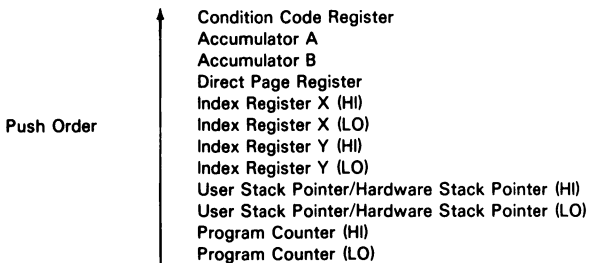 Condition Code Register
Accumulator A
Accumulator B
Direct Page Register
Index Register X (HI)
Push Order
Index Register X (LO)
Index Register Y (HI)
Index Register Y (LO)
User Stack Pointer/Hardware Stack Pointer (HI)
User Stack Pointer/Hardware Stack Pointer (LO)
Program Counter (HI)
Program Counter (LO)